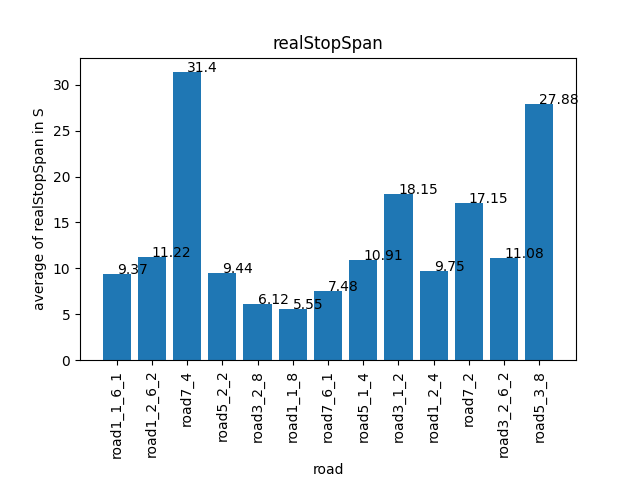 realStopSpan
average of realStopSpan in S
30
25
20
15
10
5
0
9.37
11.22
31.4
9.44
6.12
5.55
7.48
10.91
18.15
9.75
17.15
11.08
27.88
road1_1_6_1
road1_2_6_2
road7_4
road5_2_2
road3_2_8
road1_1_8
road7_6_1
road5_1_4
road3_1_2
road1_2_4
road7_2
road3_2_6_2
road5_3_8
road